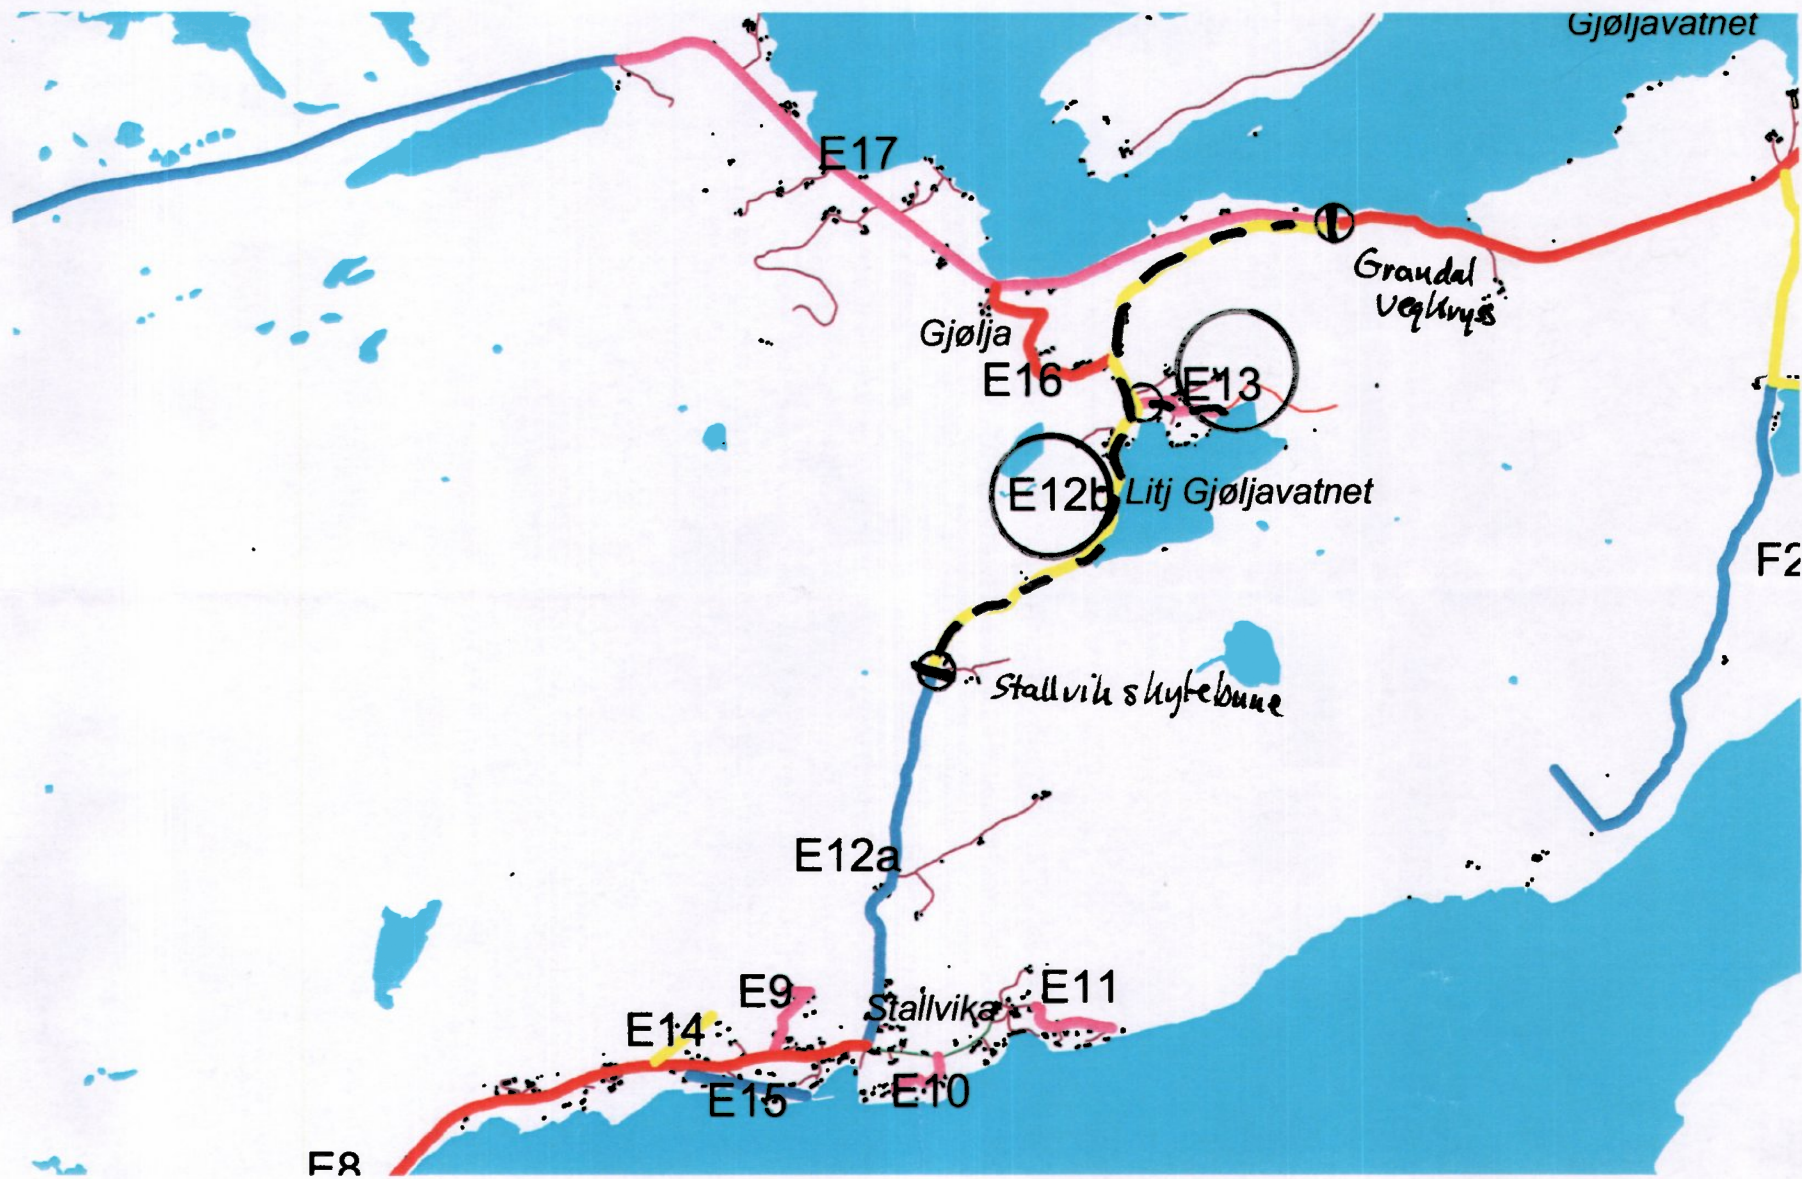 Gjøljavatnet
E17
Grandal
vegkryss
Gjølja
E16
E13
E12b
Litj Gjøljavatnet
F2
Stallvik skytebane
E12a
E9
Stallvika
E11
E14
E15
E10
E8